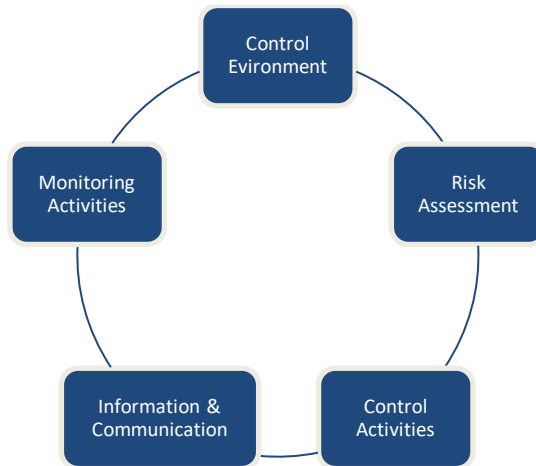 Control
Evironment
Risk
Assessment
Control
Activities
Information &
Communication
Monitoring
Activities